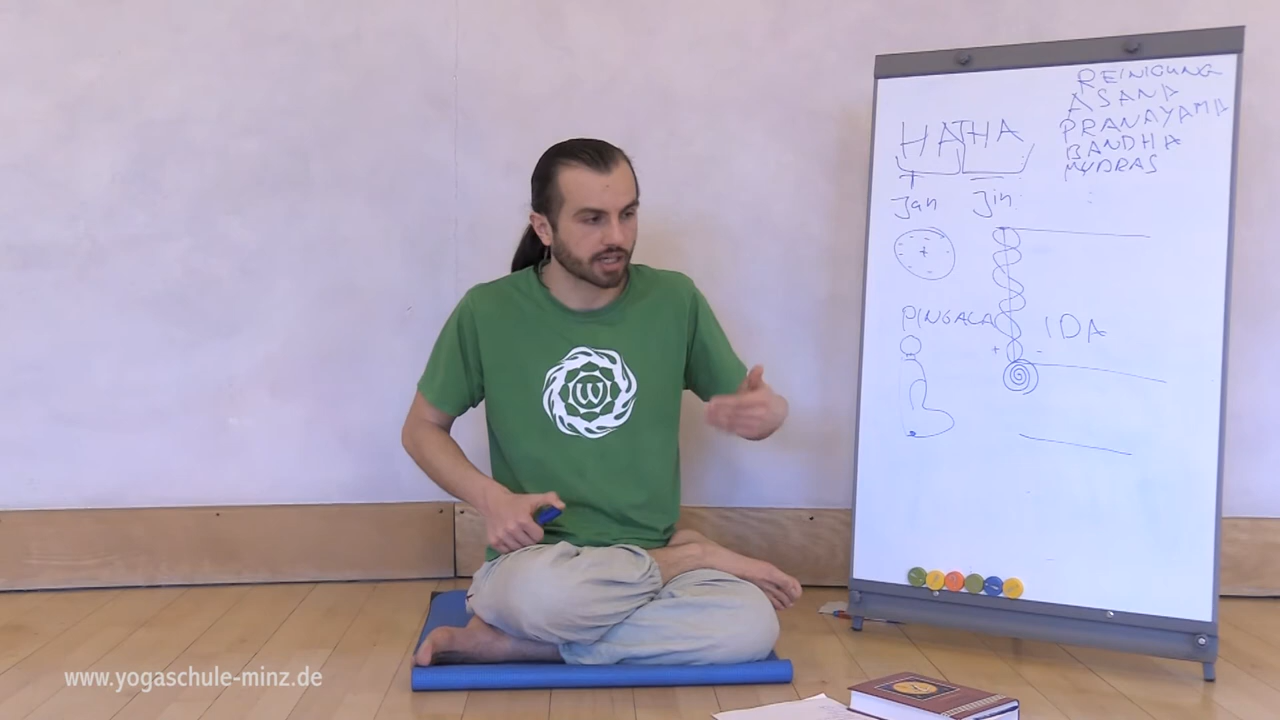 REINIGUNG
ASANA
PRANAYAMA
BANDHA
MUDRAS
HATHA
+ -
Jan Jin
+
PINGALA IDA
+ -
W
www.yogaschule-minz.de